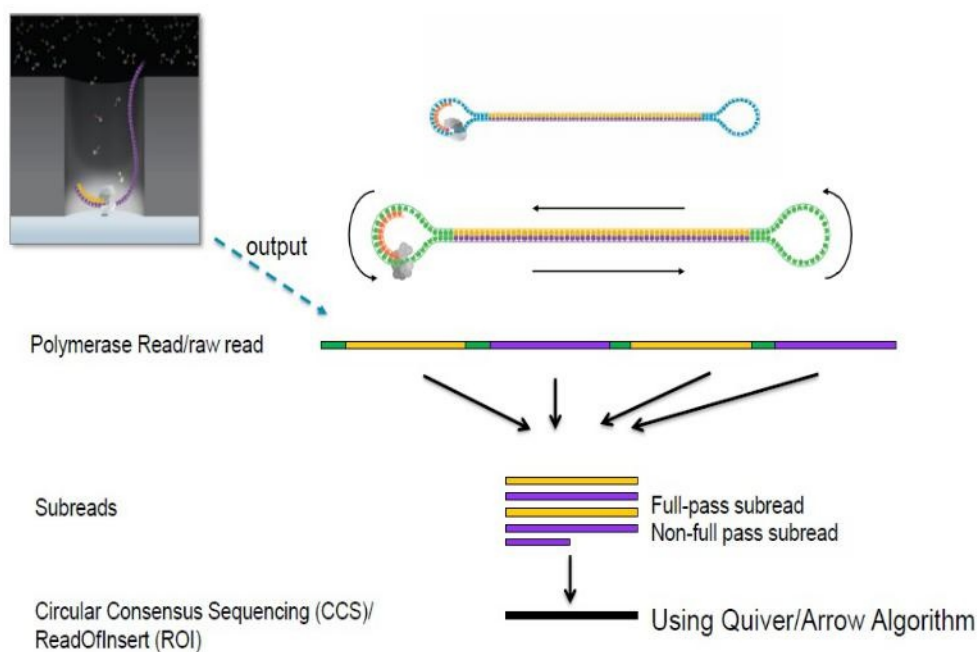 output
Polymerase Read/raw read
Subreads
Full-pass subread
Non-full pass subread
Circular Consensus Sequencing (CCS)/
ReadOfInsert (ROI)
Using Quiver/Arrow Algorithm